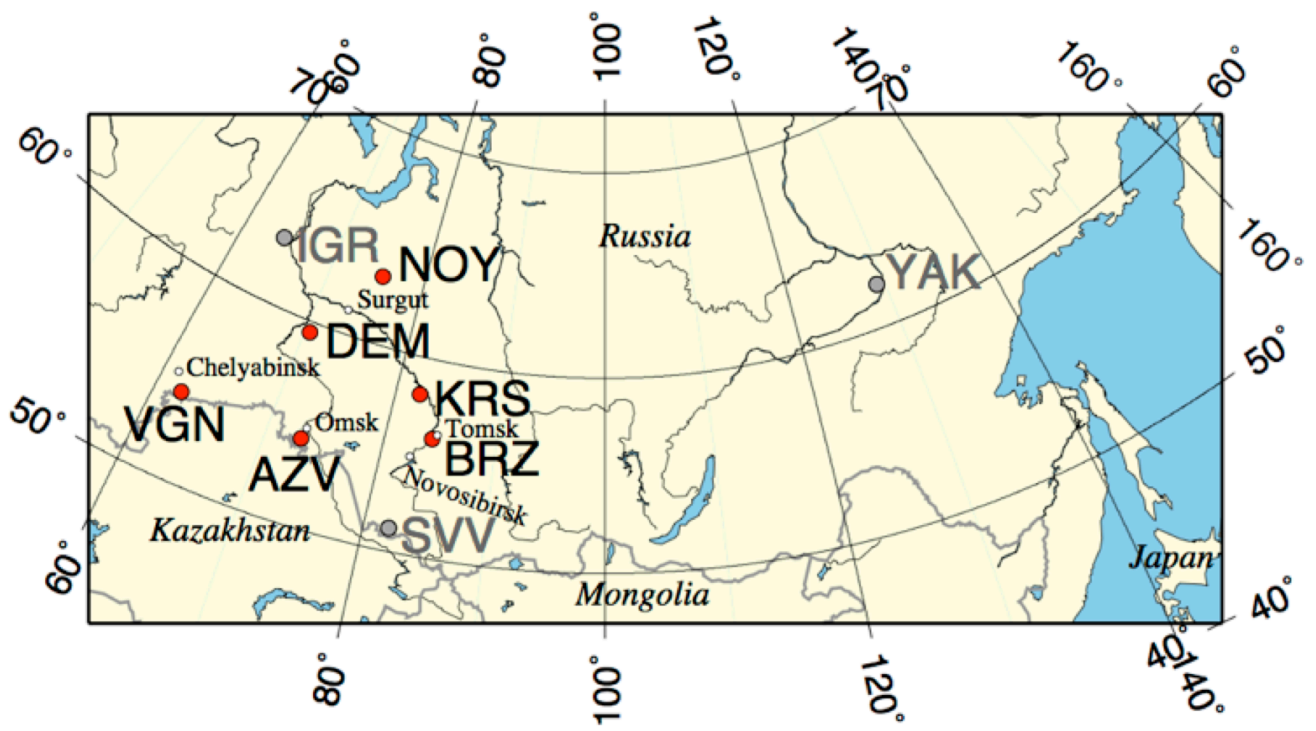 60°
80°
100°
120°
140°
70°
160°
60°
70°
60°
IGR
NOY
Russia
YAK
160°
Surgut
DEM
50°
Chelyabinsk
KRS
VGN
Omsk
Tomsk
50°
AZV
BRZ
Novosibirsk
Kazakhstan
SVV
Japan
60°
Mongolia
40°
80°
100°
120°
40°
140°